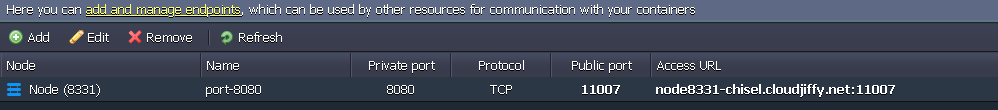 Here you can add and manage endpoints, which can be used by other resources for communication with your containers
Add Edit Remove Refresh
Node Name Private port Protocol Public port Access URL
Node (8331) port-8080 8080 TCP 11007 node8331-chisel.cloudjiffy.net:11007